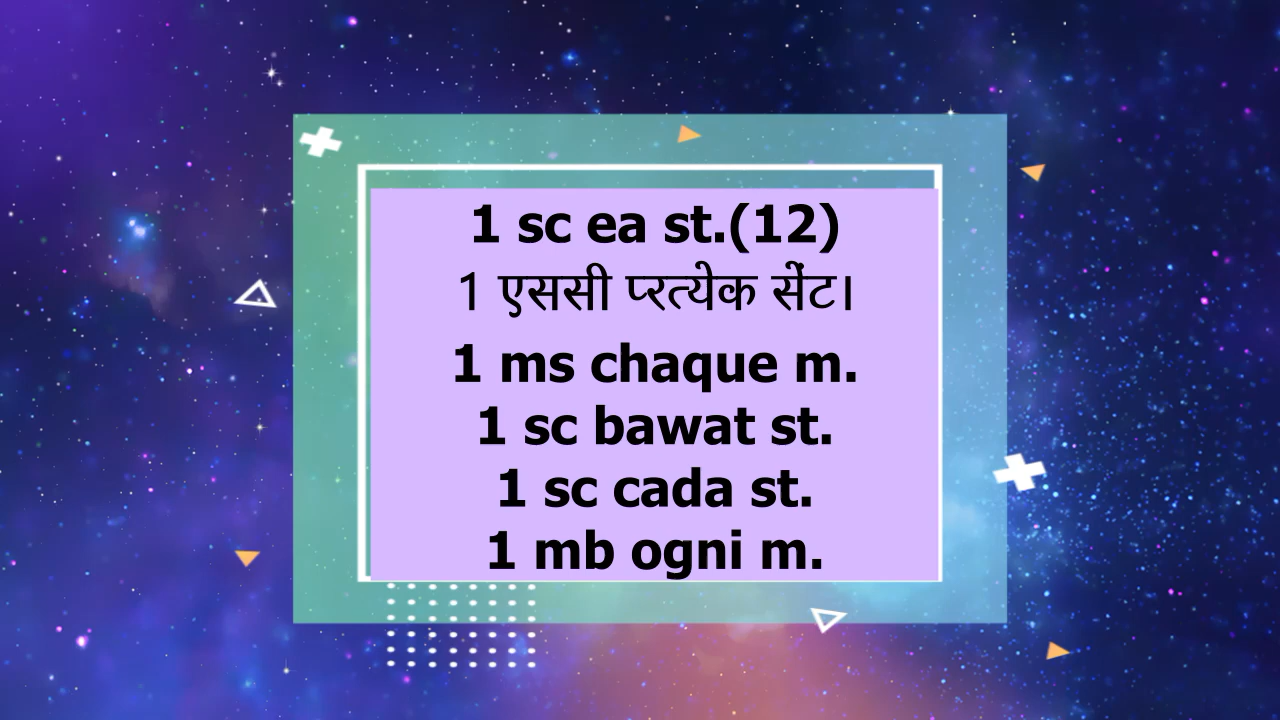 1 sc ea st.(12)
1 एससी प्रत्येक सेंट।
1 ms chaque m.
1 sc bawat st.
1 sc cada st.
1 mb ogni m.